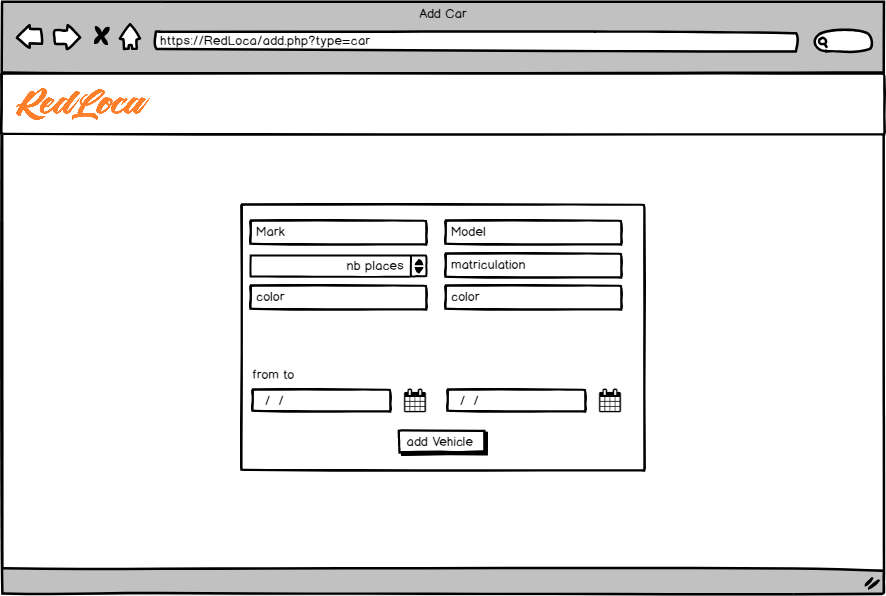 Add Car
https://RedLoca/add.php?type=car
RedLoca
Mark
Model
nb places
matriculation
color
color
from to
/ /
/ /
add Vehicle